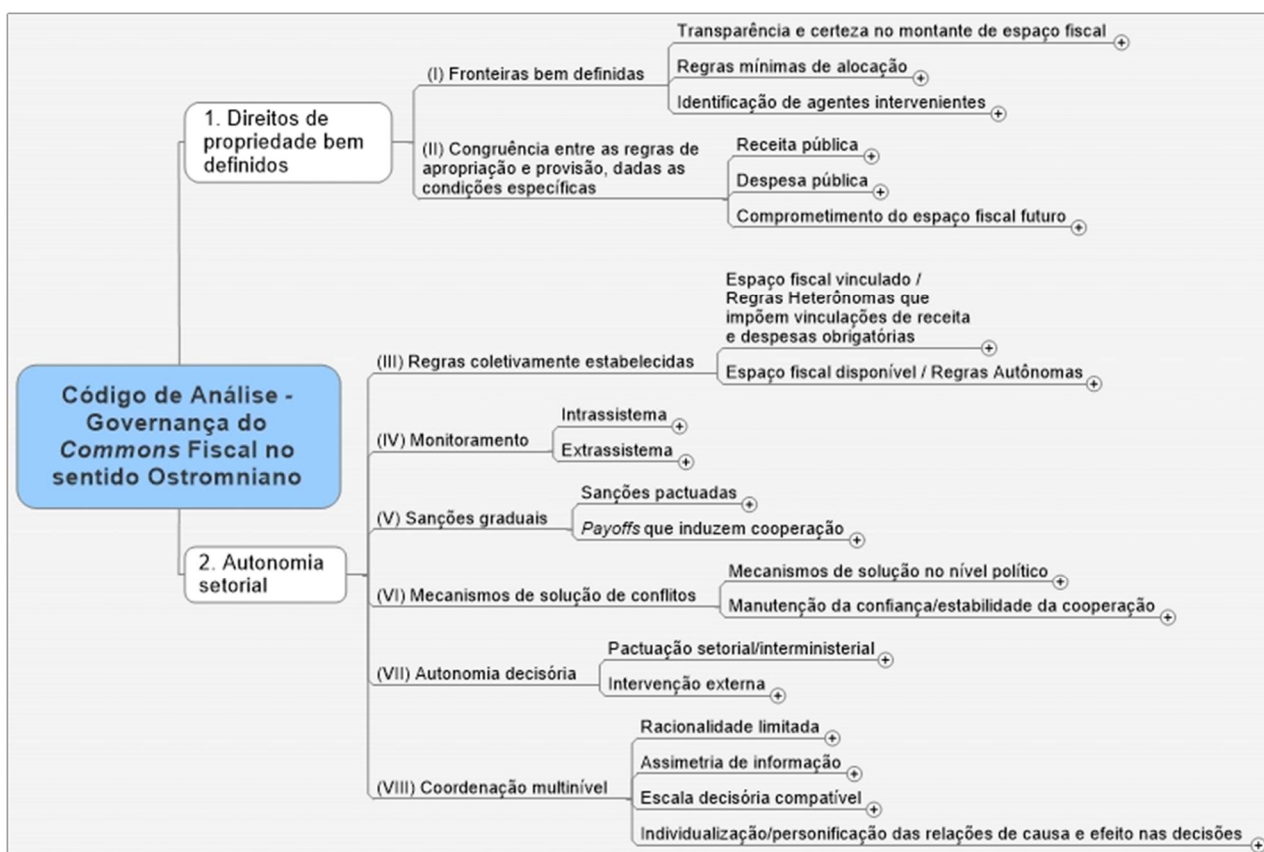 Código de Análise -
Governança do
Commons Fiscal no
sentido Ostromniano
1. Direitos de
propriedade bem
definidos
(I) Fronteiras bem definidas
Transparência e certeza no montante de espaço fiscal
Regras mínimas de alocação
Identificação de agentes intervenientes
(II) Congruência entre as regras de
apropriação e provisão, dadas as
condições específicas
Receita pública
Despesa pública
Comprometimento do espaço fiscal futuro
2. Autonomia
setorial
(III) Regras coletivamente estabelecidas
Espaço fiscal vinculado /
Regras Heterônomas que
impõem vinculações de receita
e despesas obrigatórias
Espaço fiscal disponível / Regras Autônomas
(IV) Monitoramento
Intrassistema
Extrassistema
(V) Sanções graduais
Sanções pactuadas
Payoffs que induzem cooperação
(VI) Mecanismos de solução de conflitos
Mecanismos de solução no nível político
Manutenção da confiança/estabilidade da cooperação
(VII) Autonomia decisória
Pactuação setorial/interministerial
Intervenção externa
(VIII) Coordenação multinível
Racionalidade limitada
Assimetria de informação
Escala decisória compatível
Individualização/personificação das relações de causa e efeito nas decisões